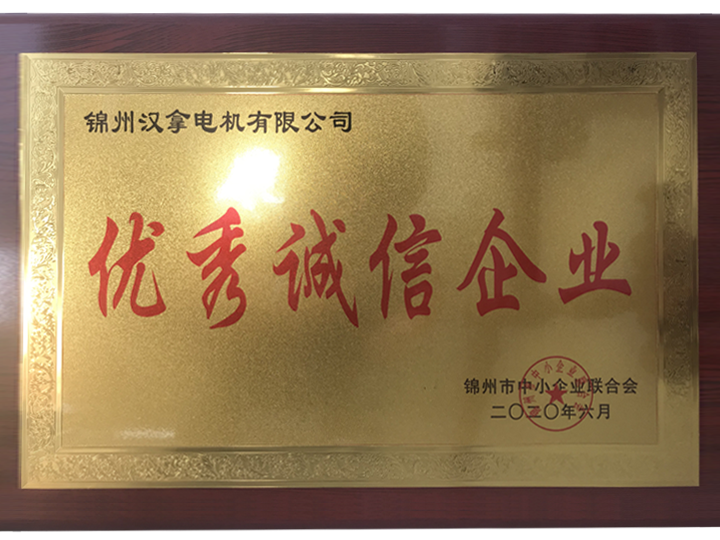 锦州汉拿电机有限公司
优秀诚信企业
锦州市中小企业联合会
二〇二〇年六月